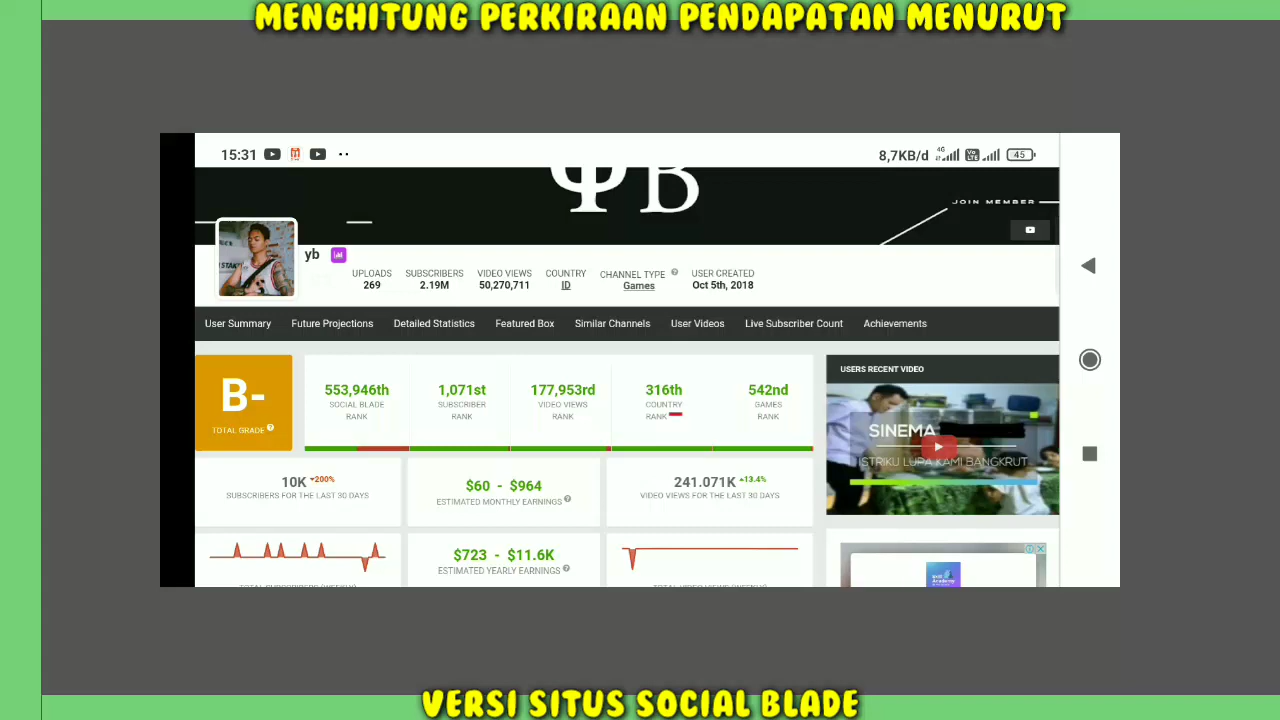 MENGHITUNG PERKIRAAN PENDAPATAN MENURUT
15:31
8,7KB/d 4G Vo LTE 45
ΨB
JOIN MEMBER
yb
UPLOADS SUBSCRIBERS VIDEO VIEWS COUNTRY CHANNEL TYPE USER CREATED
269 2.19M 50,270,711 ID Games Oct 5th, 2018
User Summary Future Projections Detailed Statistics Featured Box Similar Channels User Videos Live Subscriber Count Achievements
B-
TOTAL GRADE
553,946th 1,071st 177,953rd 316th 542nd
SOCIAL BLADE SUBSCRIBER VIDEO VIEWS COUNTRY GAMES
RANK RANK RANK RANK RANK
USERS RECENT VIDEO
SINEMA
ISTRIKU LUPA KAMI BANGKRUT
10K -200%
SUBSCRIBERS FOR THE LAST 30 DAYS
$60 - $964
ESTIMATED MONTHLY EARNINGS
241.071K +13.4%
VIDEO VIEWS FOR THE LAST 30 DAYS
$723 - $11.6K
ESTIMATED YEARLY EARNINGS
VERSI SITUS SOCIAL BLADE